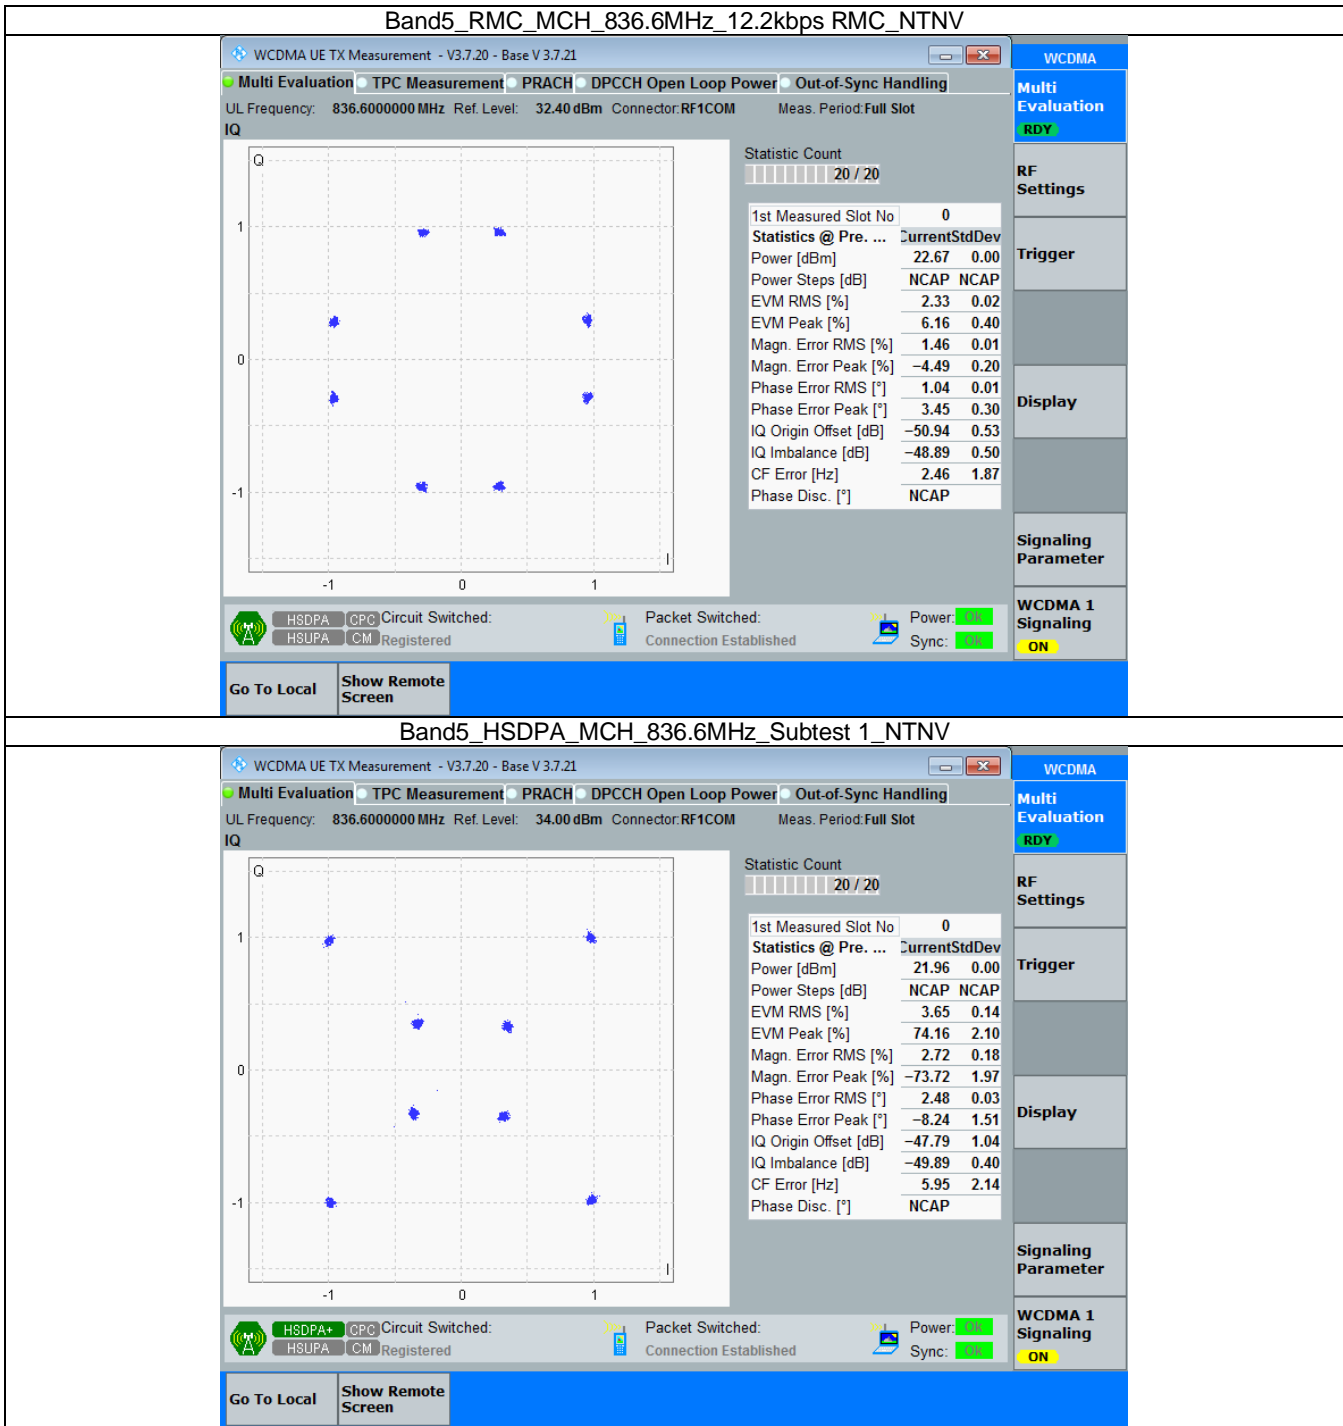 Band5_RMC_MCH_836.6MHz_12.2kbps RMC_NTNV
WCDMA UE TX Measurement - V3.7.20 - Base V 3.7.21
WCDMA
Multi Evaluation TPC Measurement PRACH DPCCH Open Loop Power Out-of-Sync Handling
Multi
Evaluation
RDY
UL Frequency: 836.6000000 MHz Ref. Level: 32.40 dBm Connector: RF1COM Meas. Period: Full Slot
IQ
Q
1
0
-1
I
-1 0 1
Statistic Count
20 / 20
1st Measured Slot No 0
Statistics @ Pre. ... Current StdDev
Power [dBm] 22.67 0.00
Power Steps [dB] NCAP NCAP
EVM RMS [%] 2.33 0.02
EVM Peak [%] 6.16 0.40
Magn. Error RMS [%] 1.46 0.01
Magn. Error Peak [%] −4.49 0.20
Phase Error RMS [°] 1.04 0.01
Phase Error Peak [°] 3.45 0.30
IQ Origin Offset [dB] −50.94 0.53
IQ Imbalance [dB] −48.89 0.50
CF Error [Hz] 2.46 1.87
Phase Disc. [°] NCAP
RF
Settings
Trigger
Display
Signaling
Parameter
WCDMA 1
Signaling
ON
HSDPA CPC Circuit Switched: Packet Switched: Power: Ok
HSUPA CM Registered Connection Established Sync: Ok
Go To Local
Show Remote
Screen
Band5_HSDPA_MCH_836.6MHz_Subtest 1_NTNV
WCDMA UE TX Measurement - V3.7.20 - Base V 3.7.21
WCDMA
Multi Evaluation TPC Measurement PRACH DPCCH Open Loop Power Out-of-Sync Handling
Multi
Evaluation
RDY
UL Frequency: 836.6000000 MHz Ref. Level: 34.00 dBm Connector: RF1COM Meas. Period: Full Slot
IQ
Q
1
0
-1
I
-1 0 1
Statistic Count
20 / 20
1st Measured Slot No 0
Statistics @ Pre. ... Current StdDev
Power [dBm] 21.96 0.00
Power Steps [dB] NCAP NCAP
EVM RMS [%] 3.65 0.14
EVM Peak [%] 74.16 2.10
Magn. Error RMS [%] 2.72 0.18
Magn. Error Peak [%] −73.72 1.97
Phase Error RMS [°] 2.48 0.03
Phase Error Peak [°] −8.24 1.51
IQ Origin Offset [dB] −47.79 1.04
IQ Imbalance [dB] −49.89 0.40
CF Error [Hz] 5.95 2.14
Phase Disc. [°] NCAP
RF
Settings
Trigger
Display
Signaling
Parameter
WCDMA 1
Signaling
ON
HSDPA+ CPC Circuit Switched: Packet Switched: Power: Ok
HSUPA CM Registered Connection Established Sync: Ok
Go To Local
Show Remote
Screen